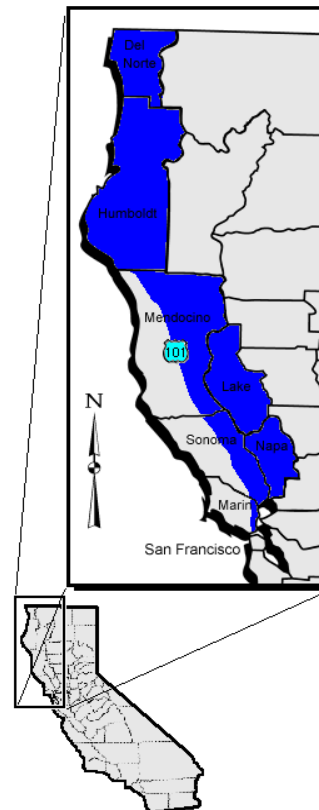 Del
Norte
Humboldt
Mendocino
101
Lake
N
Sonoma
Napa
Marin
San Francisco